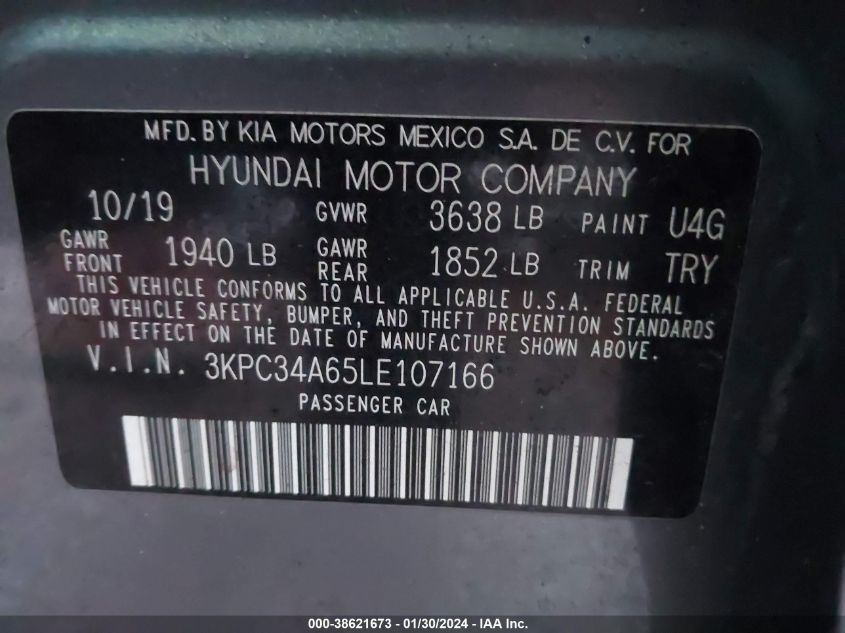 MFD. BY KIA MOTORS MEXICO S.A. DE C.V. FOR
HYUNDAI MOTOR COMPANY
10/19 GVWR 3638 LB PAINT U4G
GAWR FRONT 1940 LB GAWR REAR 1852 LB TRIM TRY
THIS VEHICLE CONFORMS TO ALL APPLICABLE U.S.A. FEDERAL
MOTOR VEHICLE SAFETY, BUMPER, AND THEFT PREVENTION STANDARDS
IN EFFECT ON THE DATE OF MANUFACTURE SHOWN ABOVE.
V.I.N. 3KPC34A65LE107166
PASSENGER CAR
000-38621673 - 01/30/2024 - IAA Inc.